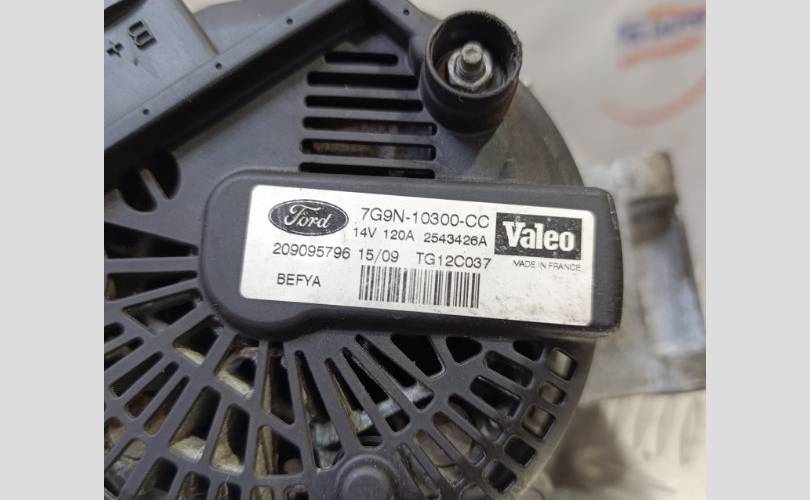 B+
Ford
7G9N-10300-CC
14V 120A 2543426A
Valeo
209095796 15/09 TG12C037
MADE IN FRANCE
BEFYA